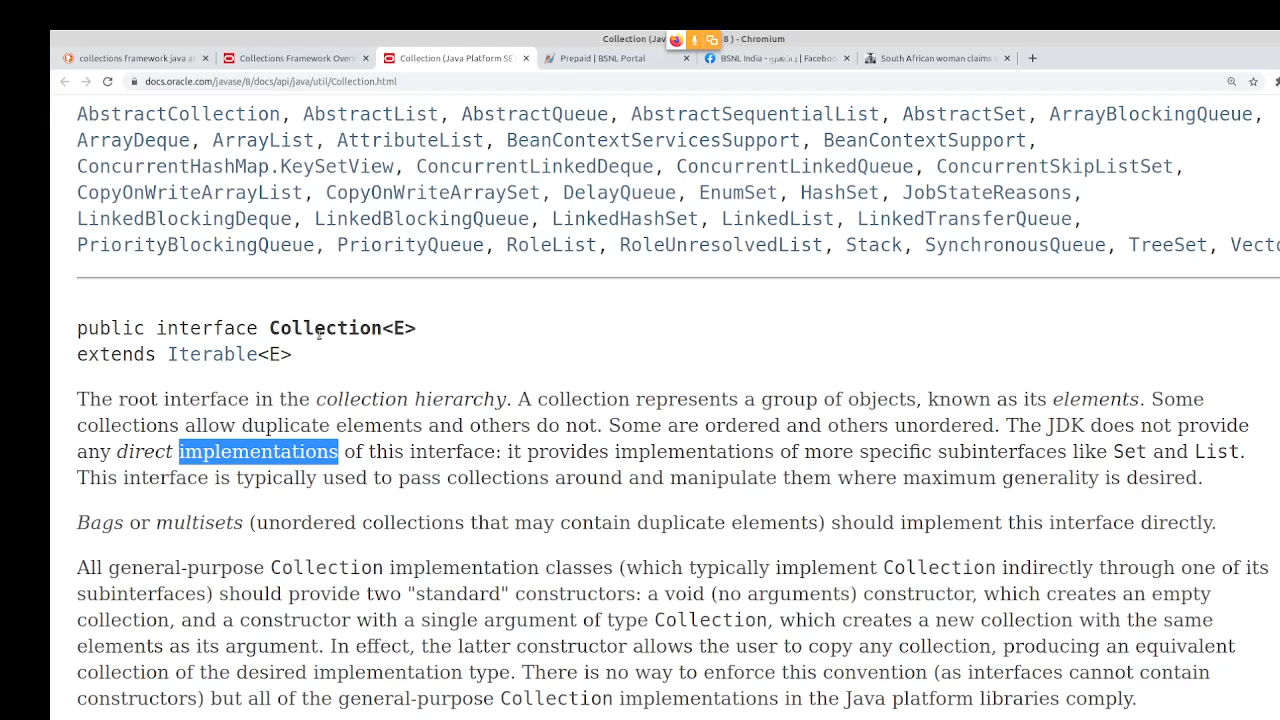 Collection (Jav 8 ) - Chromium
collections framework java a
Collections Framework Over
Collection (Java Platform SE
Prepaid | BSNL Portal
BSNL India - முகப்பு | Faceboo
South African woman claims
docs.oracle.com/javase/8/docs/api/java/util/Collection.html
AbstractCollection, AbstractList, AbstractQueue, AbstractSequentialList, AbstractSet, ArrayBlockingQueue,
ArrayDeque, ArrayList, AttributeList, BeanContextServicesSupport, BeanContextSupport,
ConcurrentHashMap.KeySetView, ConcurrentLinkedDeque, ConcurrentLinkedQueue, ConcurrentSkipListSet,
CopyOnWriteArrayList, CopyOnWriteArraySet, DelayQueue, EnumSet, HashSet, JobStateReasons,
LinkedBlockingDeque, LinkedBlockingQueue, LinkedHashSet, LinkedList, LinkedTransferQueue,
PriorityBlockingQueue, PriorityQueue, RoleList, RoleUnresolvedList, Stack, SynchronousQueue, TreeSet, Vecto
public interface Collection<E>
extends Iterable<E>
The root interface in the collection hierarchy. A collection represents a group of objects, known as its elements. Some
collections allow duplicate elements and others do not. Some are ordered and others unordered. The JDK does not provide
any direct implementations of this interface: it provides implementations of more specific subinterfaces like Set and List.
This interface is typically used to pass collections around and manipulate them where maximum generality is desired.
Bags or multisets (unordered collections that may contain duplicate elements) should implement this interface directly.
All general-purpose Collection implementation classes (which typically implement Collection indirectly through one of its
subinterfaces) should provide two "standard" constructors: a void (no arguments) constructor, which creates an empty
collection, and a constructor with a single argument of type Collection, which creates a new collection with the same
elements as its argument. In effect, the latter constructor allows the user to copy any collection, producing an equivalent
collection of the desired implementation type. There is no way to enforce this convention (as interfaces cannot contain
constructors) but all of the general-purpose Collection implementations in the Java platform libraries comply.